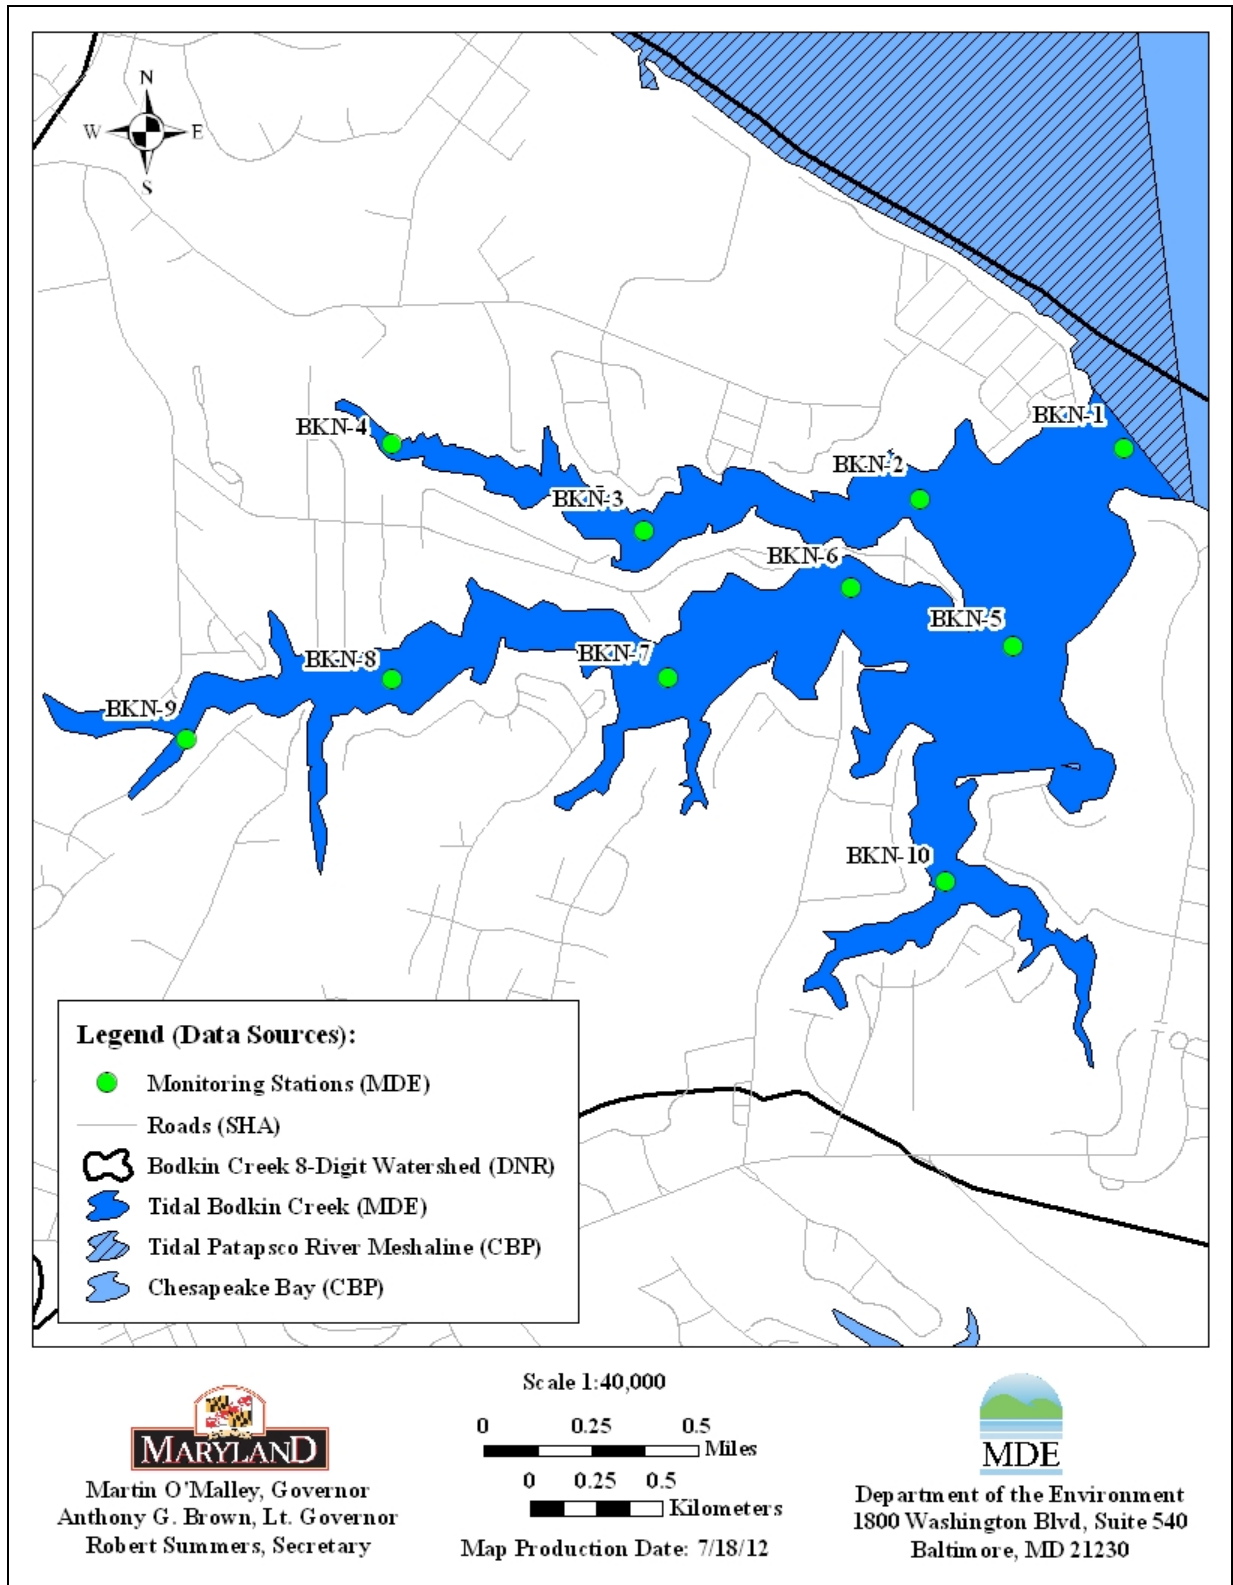 N
W E
S
BKN-1
BKN-4
BKN-2
BKN-3
BKN-6
BKN-5
BKN-7
BKN-8
BKN-9
BKN-10
Legend (Data Sources):
Monitoring Stations (MDE)
Roads (SHA)
Bodkin Creek 8-Digit Watershed (DNR)
Tidal Bodkin Creek (MDE)
Tidal Patapsco River Meshaline (CBP)
Chesapeake Bay (CBP)
Scale 1:40,000
0 0.25 0.5
Miles
0 0.25 0.5
Kilometers
Map Production Date: 7/18/12
MARYLAND
Martin O'Malley, Governor
Anthony G. Brown, Lt. Governor
Robert Summers, Secretary
MDE
Department of the Environment
1800 Washington Blvd, Suite 540
Baltimore, MD 21230